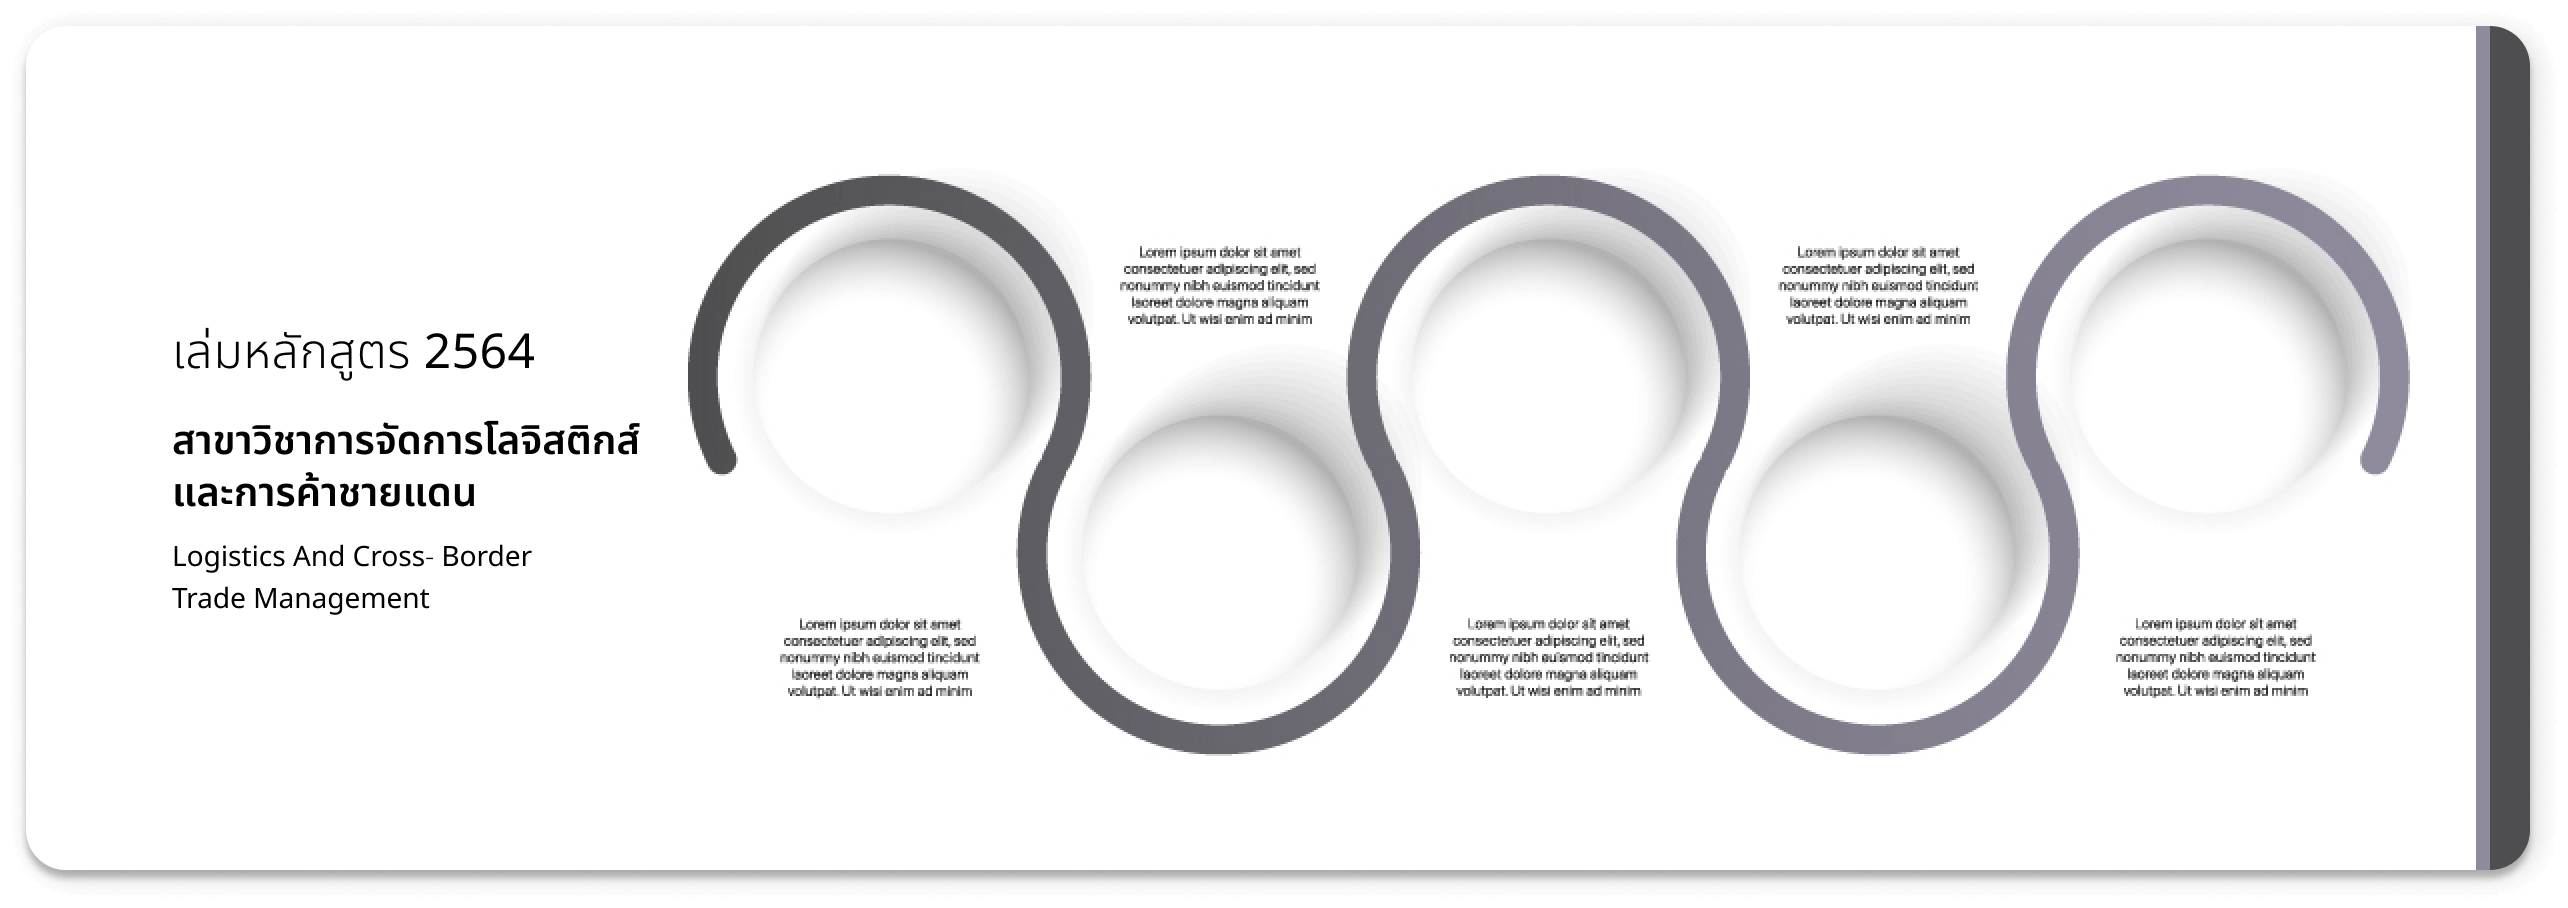 เล่มหลักสูตร 2564
สาขาวิชาการจัดการโลจิสติกส์
และการค้าชายแดน
Logistics And Cross- Border
Trade Management
Lorem ipsum dolor sit amet
consectetuer adipiscing elit, sed
nonummy nibh euismod tincidunt
laoreet dolore magna aliquam
volutpat. Ut wisi enim ad minim
Lorem ipsum dolor sit amet
consectetuer adipiscing elit, sed
nonummy nibh euismod tincidunt
laoreet dolore magna aliquam
volutpat. Ut wisi enim ad minim
Lorem ipsum dolor sit amet
consectetuer adipiscing elit, sed
nonummy nibh euismod tincidunt
laoreet dolore magna aliquam
volutpat. Ut wisi enim ad minim
Lorem ipsum dolor sit amet
consectetuer adipiscing elit, sed
nonummy nibh euismod tincidunt
laoreet dolore magna aliquam
volutpat. Ut wisi enim ad minim
Lorem ipsum dolor sit amet
consectetuer adipiscing elit, sed
nonummy nibh euismod tincidunt
laoreet dolore magna aliquam
volutpat. Ut wisi enim ad minim